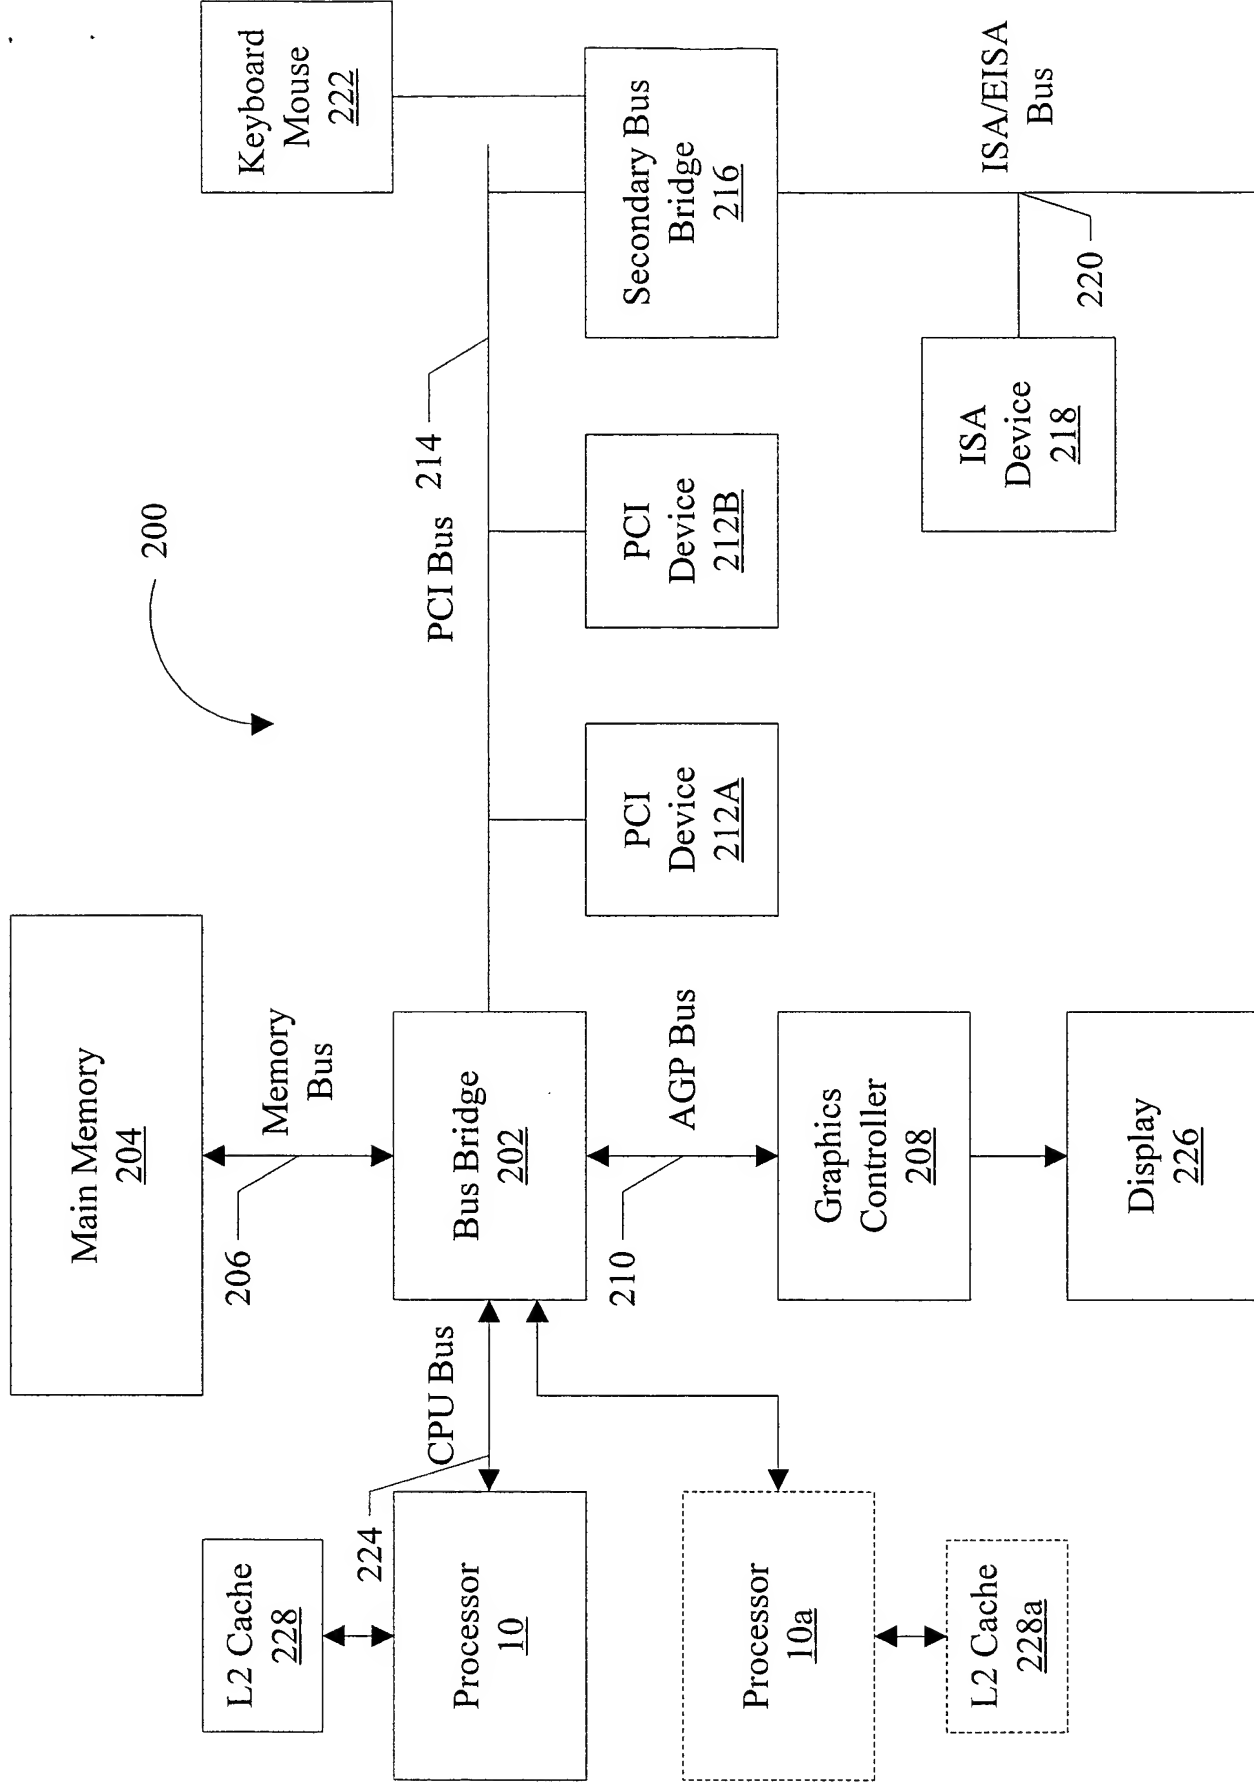 L2 Cache
228
224
Processor
10
CPU Bus
Processor
10a
L2 Cache
228a
Main Memory
204
206
Memory
Bus
Bus Bridge
202
210
AGP Bus
Graphics
Controller
208
Display
226
200
PCI Bus
214
PCI
Device
212A
PCI
Device
212B
Keyboard
Mouse
222
Secondary Bus
Bridge
216
ISA
Device
218
220
ISA/EISA
Bus